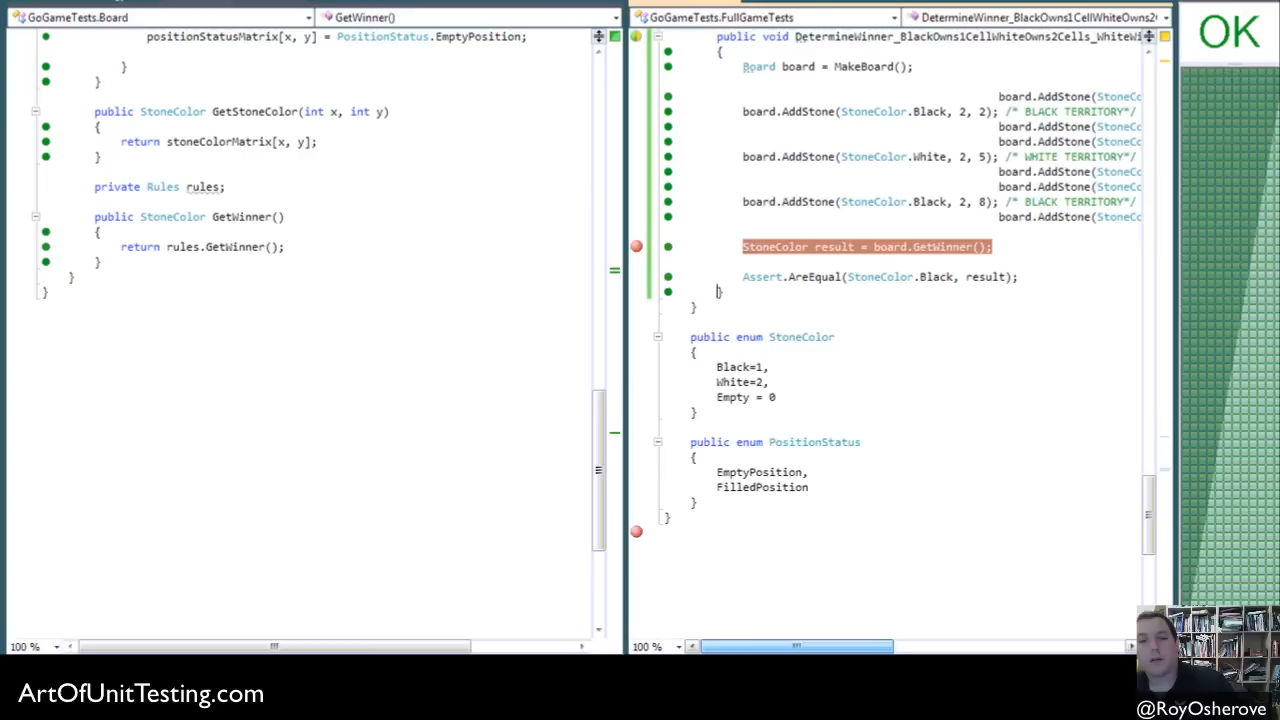 GoGameTests.Board
GetWinner()
positionStatusMatrix[x, y] = PositionStatus.EmptyPosition;
}
}
public StoneColor GetStoneColor(int x, int y)
{
return stoneColorMatrix[x, y];
}
private Rules rules;
public StoneColor GetWinner()
{
return rules.GetWinner();
}
}
}
100 %
GoGameTests.FullGameTests
DetermineWinner_BlackOwns1CellWhiteOwns2
public void DetermineWinner_BlackOwns1CellWhiteOwns2Cells_WhiteWi
{
Board board = MakeBoard();
board.AddStone(StoneCo
board.AddStone(StoneColor.Black, 2, 2); /* BLACK TERRITORY*/
board.AddStone(StoneCo
board.AddStone(StoneCo
board.AddStone(StoneColor.White, 2, 5); /* WHITE TERRITORY*/
board.AddStone(StoneCo
board.AddStone(StoneCo
board.AddStone(StoneColor.Black, 2, 8); /* BLACK TERRITORY*/
board.AddStone(StoneCo
StoneColor result = board.GetWinner();
Assert.AreEqual(StoneColor.Black, result);
}
}
public enum StoneColor
{
Black=1,
White=2,
Empty = 0
}
public enum PositionStatus
{
EmptyPosition,
FilledPosition
}
}
100 %
OK
ArtOfUnitTesting.com
@RoyOsherove